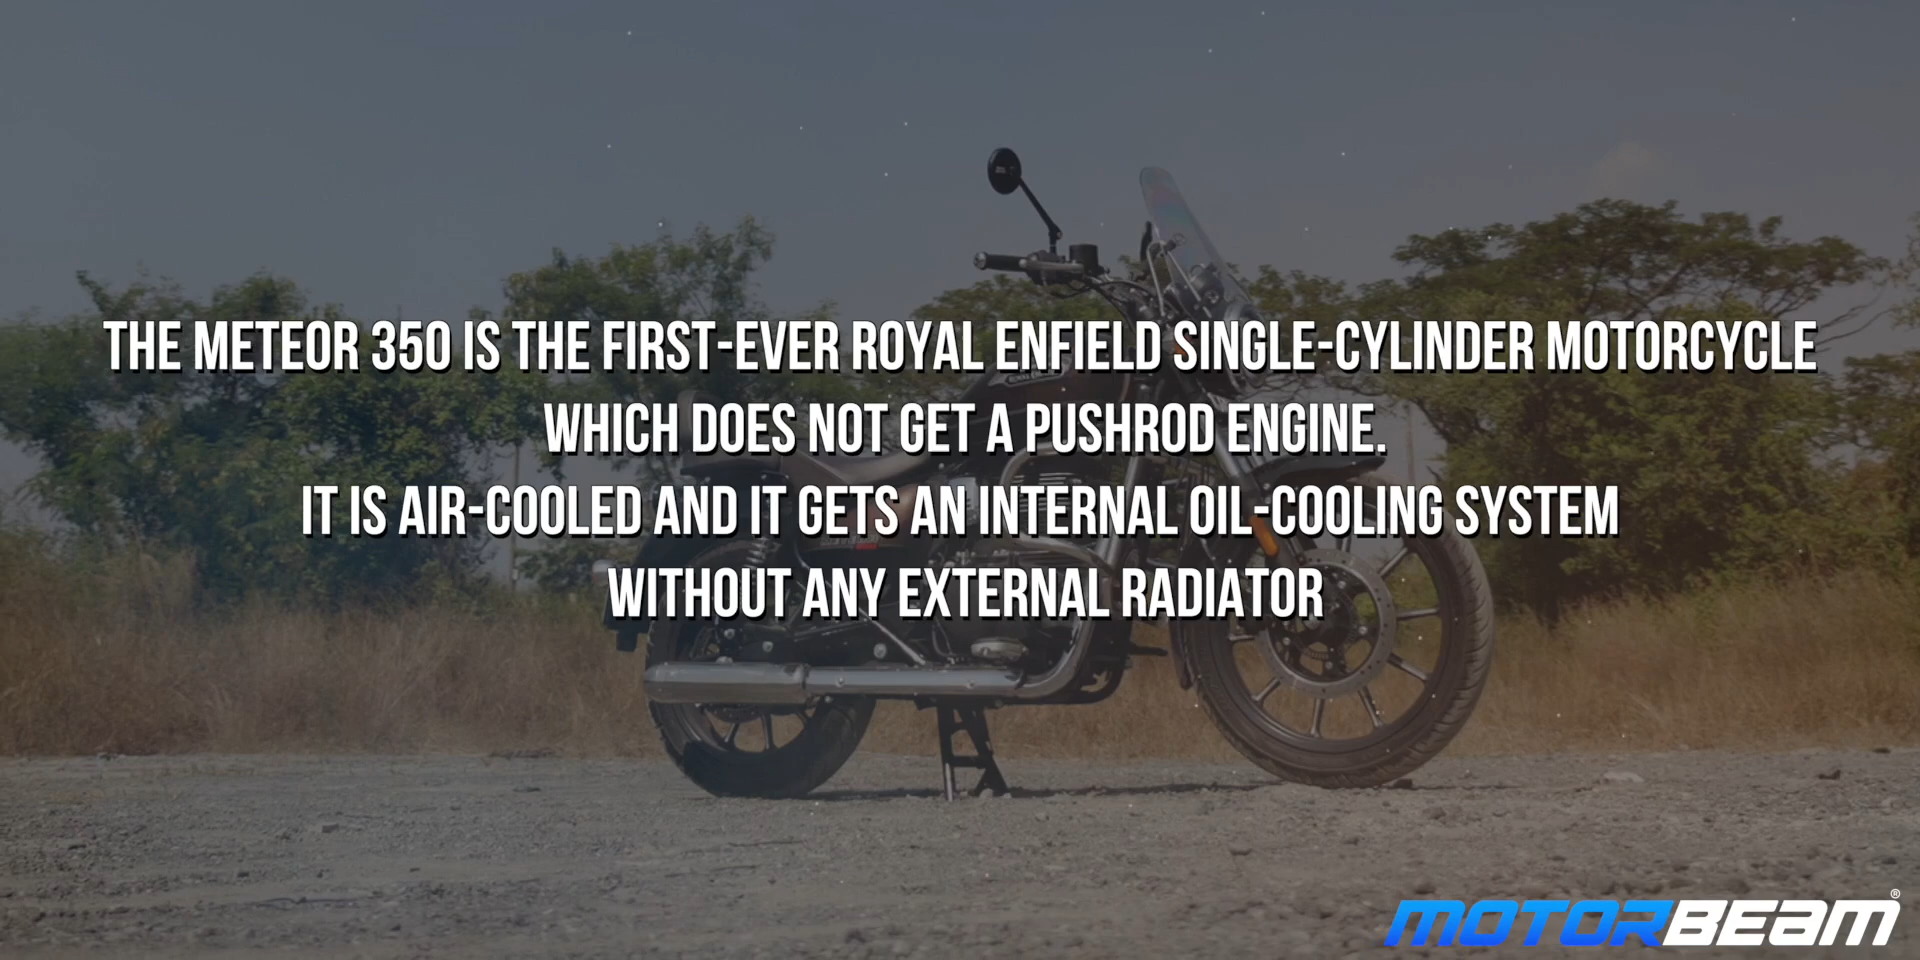 THE METEOR 350 IS THE FIRST-EVER ROYAL ENFIELD SINGLE-CYLINDER MOTORCYCLE
WHICH DOES NOT GET A PUSHROD ENGINE.
IT IS AIR-COOLED AND IT GETS AN INTERNAL OIL-COOLING SYSTEM
WITHOUT ANY EXTERNAL RADIATOR
MOTORBEAM®